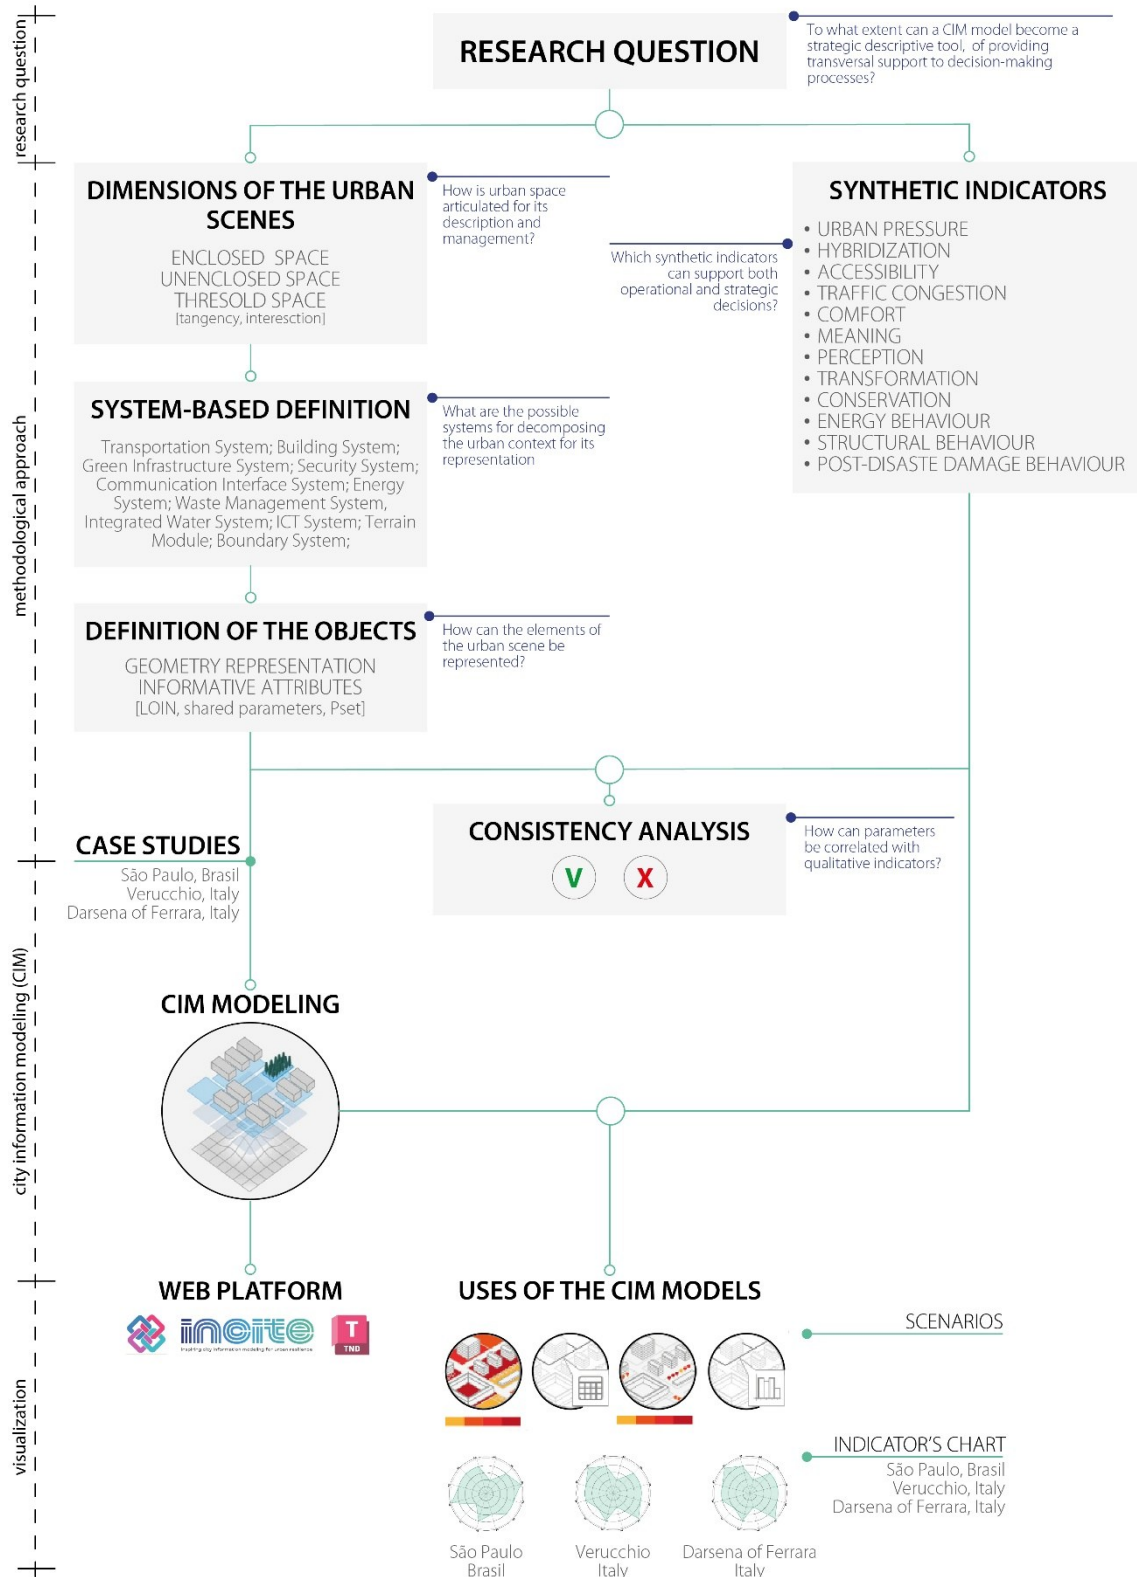 research question
RESEARCH QUESTION
To what extent can a CIM model become a
strategic descriptive tool, of providing
transversal support to decision-making
processes?
methodological approach
DIMENSIONS OF THE URBAN
SCENES
ENCLOSED SPACE
UNENCLOSED SPACE
THRESOLD SPACE
[tangency, interesction]
How is urban space
articulated for its
description and
management?
Which synthetic indicators
can support both
operational and strategic
decisions?
SYNTHETIC INDICATORS
• URBAN PRESSURE
• HYBRIDIZATION
• ACCESSIBILITY
• TRAFFIC CONGESTION
• COMFORT
• MEANING
• PERCEPTION
• TRANSFORMATION
• CONSERVATION
• ENERGY BEHAVIOUR
• STRUCTURAL BEHAVIOUR
• POST-DISASTE DAMAGE BEHAVIOUR
SYSTEM-BASED DEFINITION
Transportation System; Building System;
Green Infrastructure System; Security System;
Communication Interface System; Energy
System; Waste Management System,
Integrated Water System; ICT System; Terrain
Module; Boundary System;
What are the possible
systems for decomposing
the urban context for its
representation
DEFINITION OF THE OBJECTS
GEOMETRY REPRESENTATION
INFORMATIVE ATTRIBUTES
[LOIN, shared parameters, Pset]
How can the elements of
the urban scene be
represented?
CASE STUDIES
São Paulo, Brasil
Verucchio, Italy
Darsena of Ferrara, Italy
CONSISTENCY ANALYSIS
V X
How can parameters
be correlated with
qualitative indicators?
city information modeling (CIM)
CIM MODELING
visualization
WEB PLATFORM
incite
inspiring city information modeling for urban resilience
T
TND
USES OF THE CIM MODELS
SCENARIOS
INDICATOR'S CHART
São Paulo, Brasil
Verucchio, Italy
Darsena of Ferrara, Italy
São Paulo
Brasil
Verucchio
Italy
Darsena of Ferrara
Italy